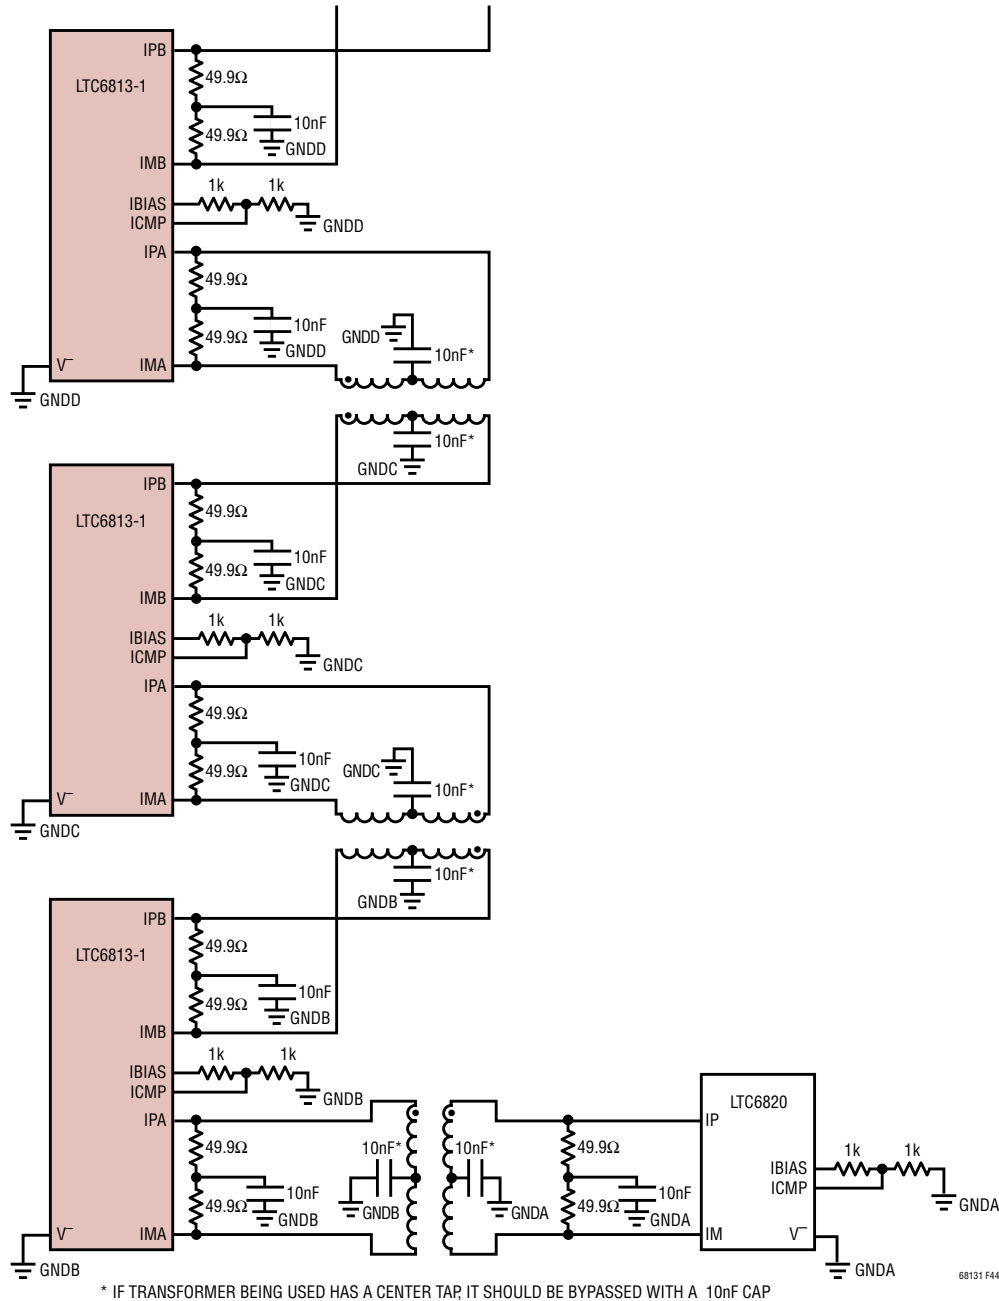 IPB
LTC6813-1
49.9Ω
10nF
49.9Ω
GNDD
IMB
1k
1k
IBIAS
ICMP
GNDD
IPA
49.9Ω
10nF
GNDD
49.9Ω
GNDD
10nF*
V–
IMA
GNDD
10nF*
GNDC
IPB
LTC6813-1
49.9Ω
10nF
49.9Ω
GNDC
IMB
1k
1k
IBIAS
ICMP
GNDC
IPA
49.9Ω
10nF
GNDC
49.9Ω
GNDC
10nF*
V–
IMA
GNDC
10nF*
GNDB
IPB
LTC6813-1
49.9Ω
10nF
49.9Ω
GNDB
IMB
1k
1k
IBIAS
ICMP
GNDB
IPA
49.9Ω
10nF
49.9Ω
GNDB
V–
IMA
GNDB
10nF*
10nF*
GNDB
GNDA
49.9Ω
10nF
49.9Ω
GNDA
LTC6820
IP
IBIAS
ICMP
1k
1k
GNDA
IM
V–
GNDA
68131 F44
* IF TRANSFORMER BEING USED HAS A CENTER TAP, IT SHOULD BE BYPASSED WITH A 10nF CAP